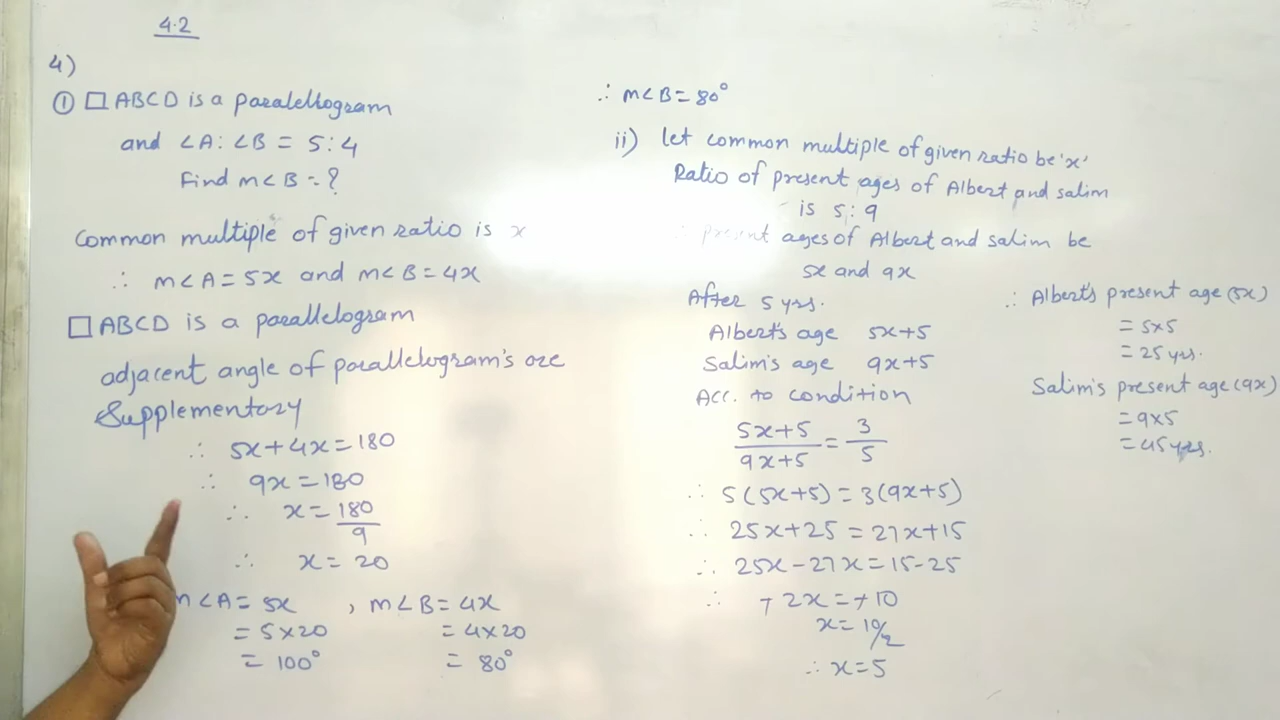 4.2
4)
① □ABCD is a paralellogram
and ∠A : ∠B = 5 : 4
Find m∠B = ?
Common multiple of given ratio is x
∴ m∠A = 5x and m∠B = 4x
□ABCD is a parallelogram
adjacent angle of parallelogram's are
Supplementary
∴ 5x + 4x = 180
∴ 9x = 180
∴ x = 180/9
∴ x = 20
m∠A = 5x , m∠B = 4x
= 5 × 20 = 4 × 20
= 100° = 80°
∴ m∠B = 80°
ii) let common multiple of given ratio be 'x'
Ratio of present ages of Albert and salim
is 5 : 9
∴ present ages of Albert and salim be
5x and 9x
After 5 yrs.
Albert's age 5x+5
Salim's age 9x+5
Acc. to condition
5x+5/9x+5 = 3/5
∴ 5(5x+5) = 3(9x+5)
∴ 25x+25 = 27x+15
∴ 25x-27x = 15-25
∴ +2x = +10
x = 10/2
∴ x = 5
∴ Albert's present age (5x)
= 5×5
= 25 yrs.
Salim's present age (9x)
= 9×5
= 45 yrs.